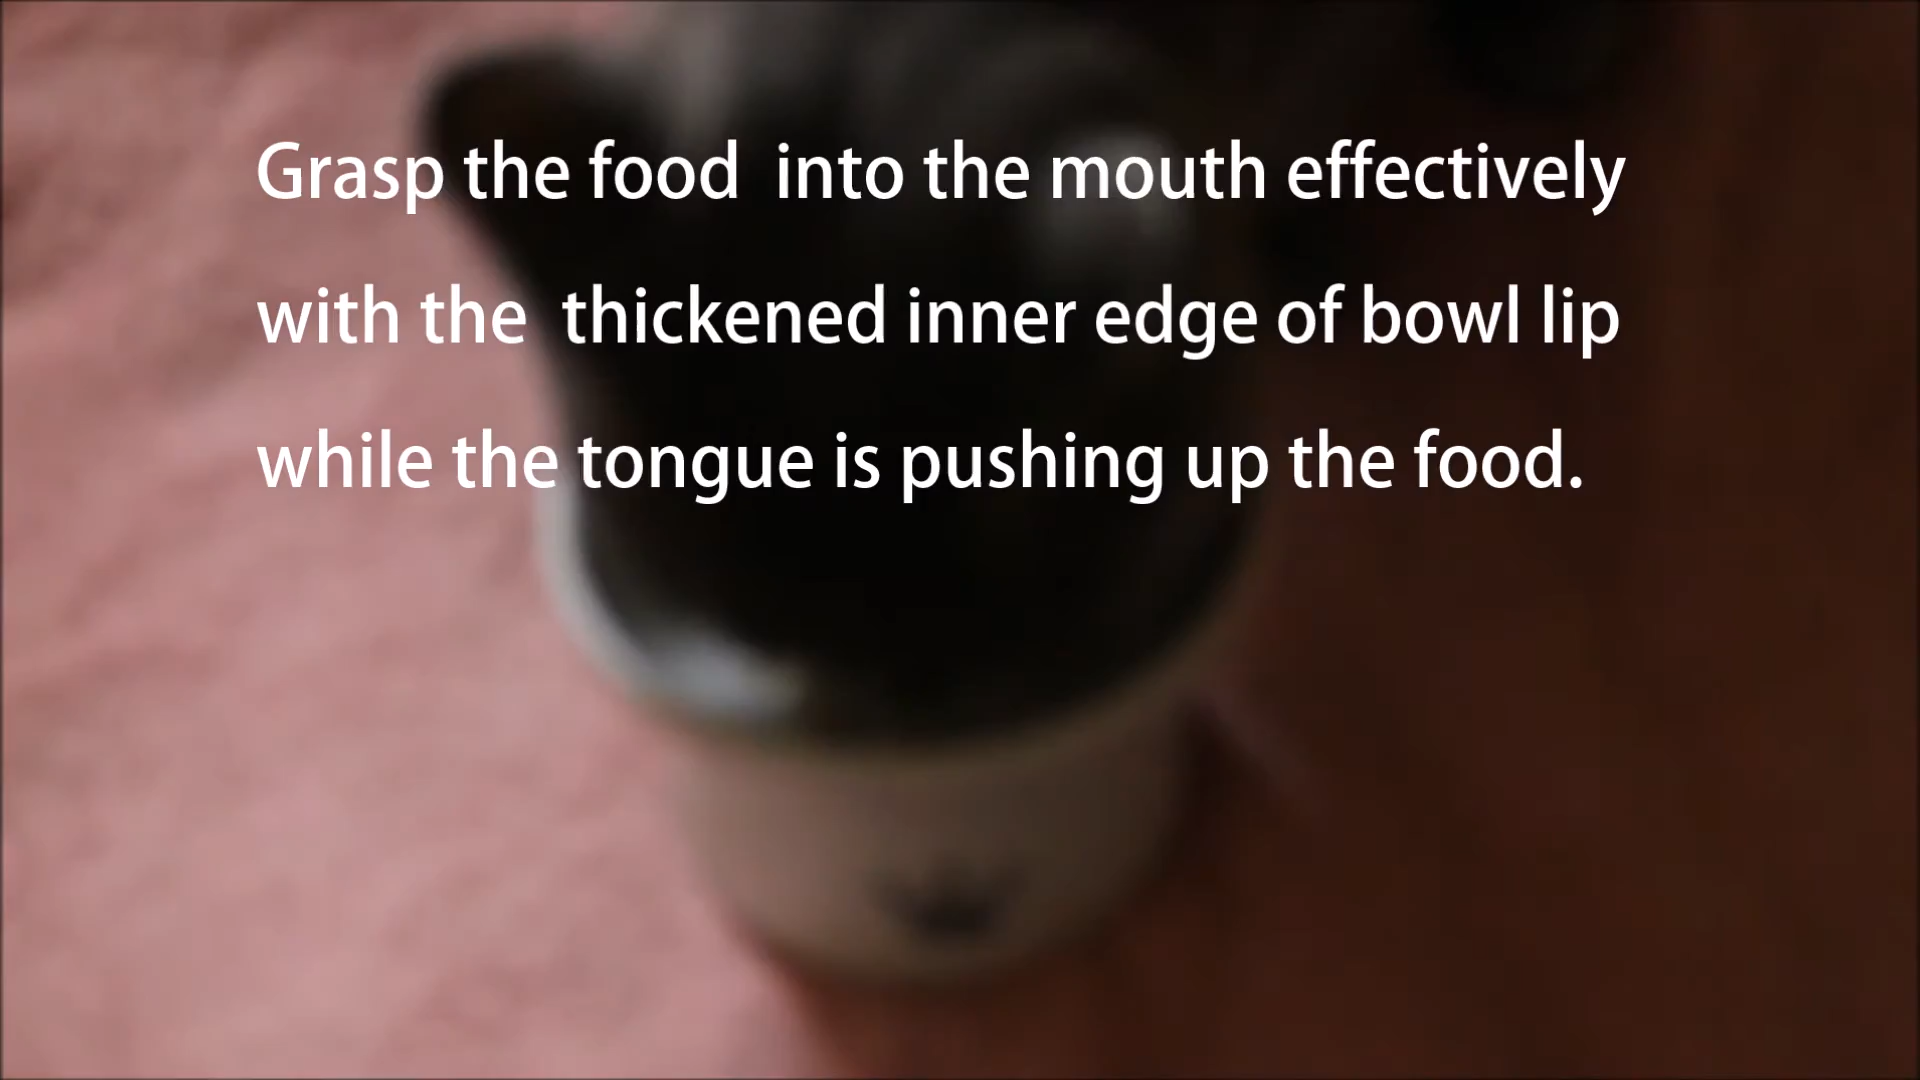 Grasp the food  into the mouth effectively
with the  thickened inner edge of bowl lip
while the tongue is pushing up the food.